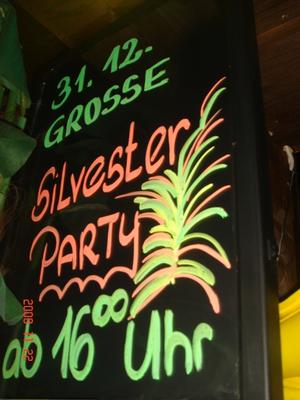 31. 12.-
GROSSE
Silvester
PARTY
ab 16⁰⁰ Uhr